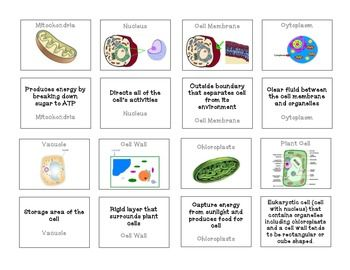 Mitochondria
Nucleus
Cell Membrane
Cytoplasm
Produces energy by
breaking down
sugar to ATP
Mitochondria
Directs all of the
cell's activities
Nucleus
Outside boundary
that separates cell
from its
environment
Cell Membrane
Clear fluid between
the cell membrane
and organelles
Cytoplasm
Vacuole
Cell Wall
Chloroplasts
Plant Cell
Storage area of the
cell
Vacuole
Rigid layer that
surrounds plant
cells
Cell Wall
Capture energy
from sunlight and
produces food for
cell
Chloroplasts
Eukaryotic cell (cell
with nucleus) that
contains organelles
including chloroplasts
and a cell wall tends to
be rectangular or
cube shaped